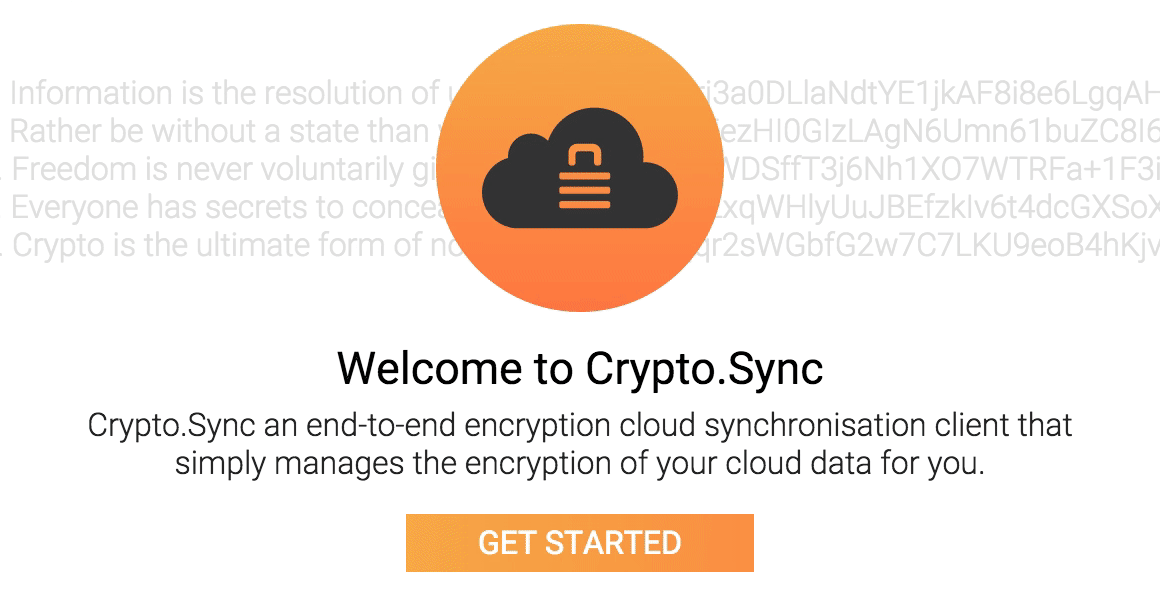 Information is the resolution of
Rather be without a state than
Freedom is never voluntarily
Everyone has secrets to
Crypto is the ultimate form of
Welcome to Crypto.Sync
Crypto.Sync an end-to-end encryption cloud synchronisation client that
simply manages the encryption of your cloud data for you.
GET STARTED